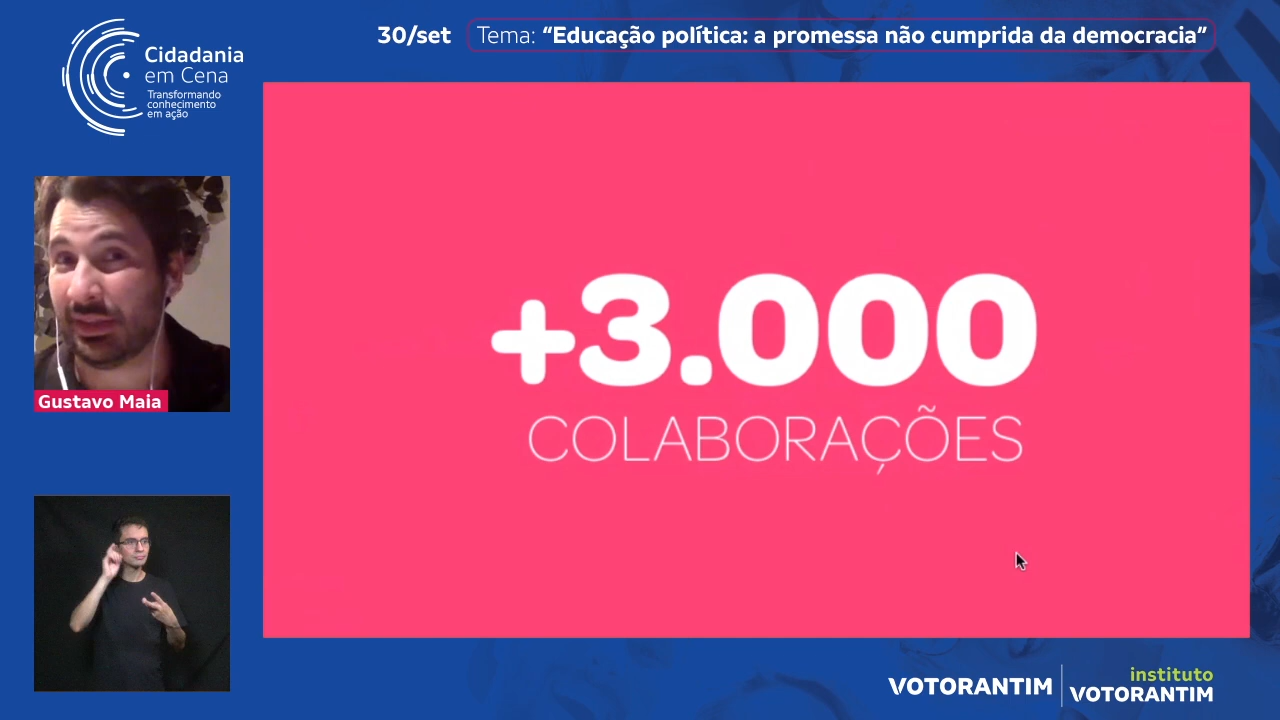 30/set Tema: “Educação política: a promessa não cumprida da democracia”
Cidadania
em Cena
Transformando
conhecimento
em ação
+3.000
COLABORAÇÕES
Gustavo Maia
VOTORANTIM
instituto
VOTORANTIM